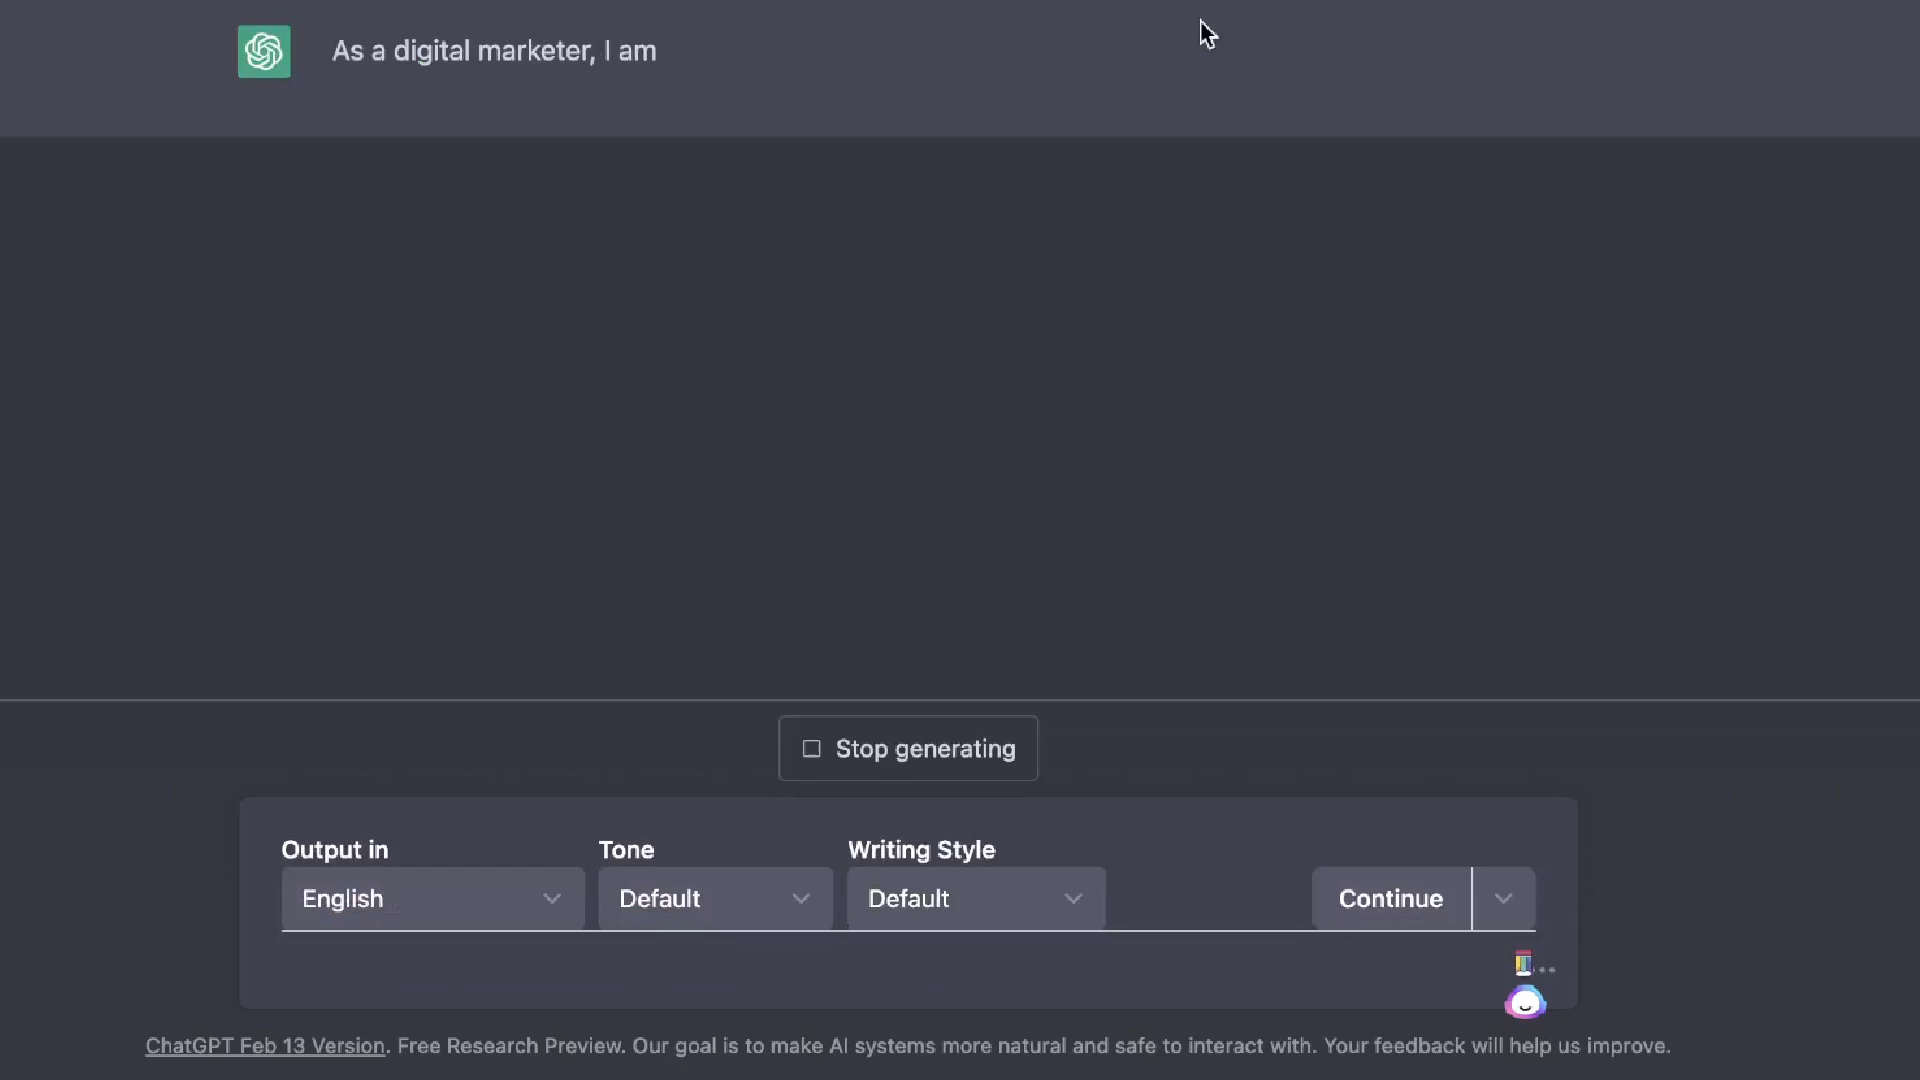 As a digital marketer, I am
Stop generating
Output in Tone Writing Style
English Default Default Continue
ChatGPT Feb 13 Version. Free Research Preview. Our goal is to make AI systems more natural and safe to interact with. Your feedback will help us improve.